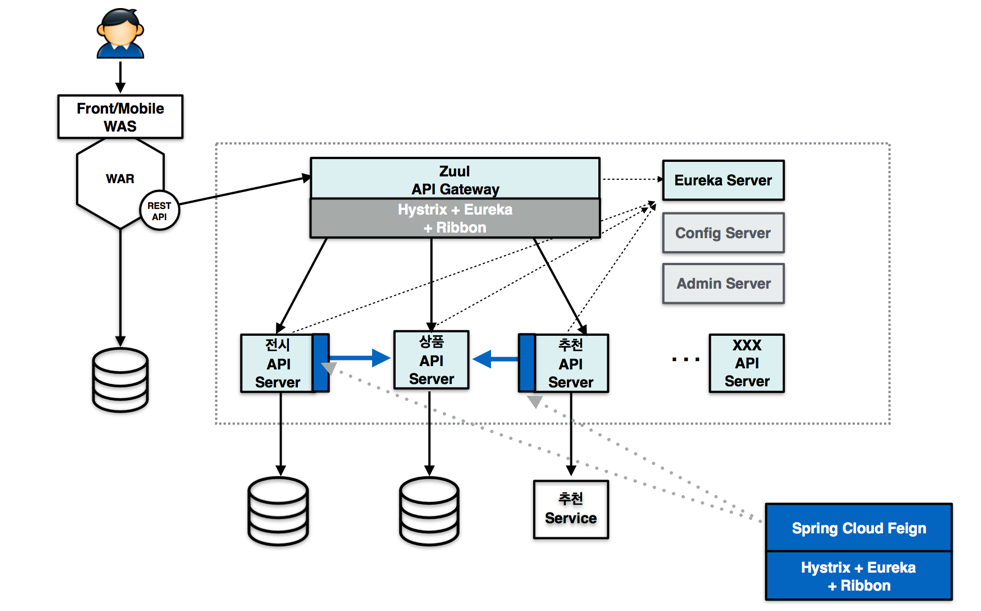 Front/Mobile
WAS
WAR
REST
API
Zuul
API Gateway
Hystrix + Eureka
+ Ribbon
Eureka Server
Config Server
Admin Server
전시
API
Server
상품
API
Server
추천
API
Server
...
XXX
API
Server
추천
Service
Spring Cloud Feign
Hystrix + Eureka
+ Ribbon